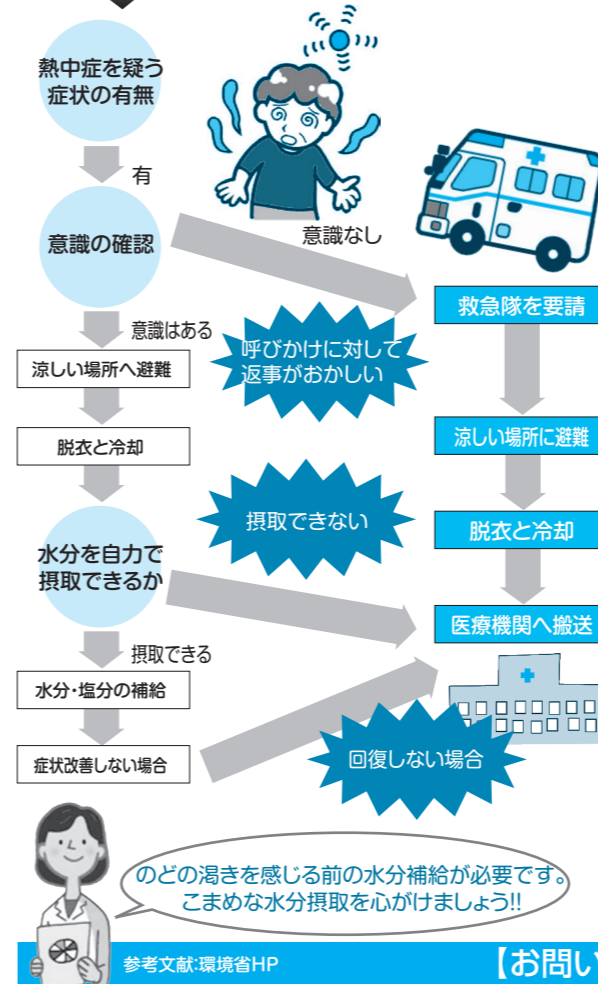 熱中症を疑う
症状の有無
有
意識の確認
意識なし
救急隊を要請
意識はある
呼びかけに対して
返事がおかしい
涼しい場所へ避難
涼しい場所に避難
脱衣と冷却
摂取できない
脱衣と冷却
水分を自力で
摂取できるか
医療機関へ搬送
摂取できる
水分・塩分の補給
症状改善しない場合
回復しない場合
のどの渇きを感じる前の水分補給が必要です。
こまめな水分摂取を心がけましょう!!
参考文献:環境省HP
【お問い